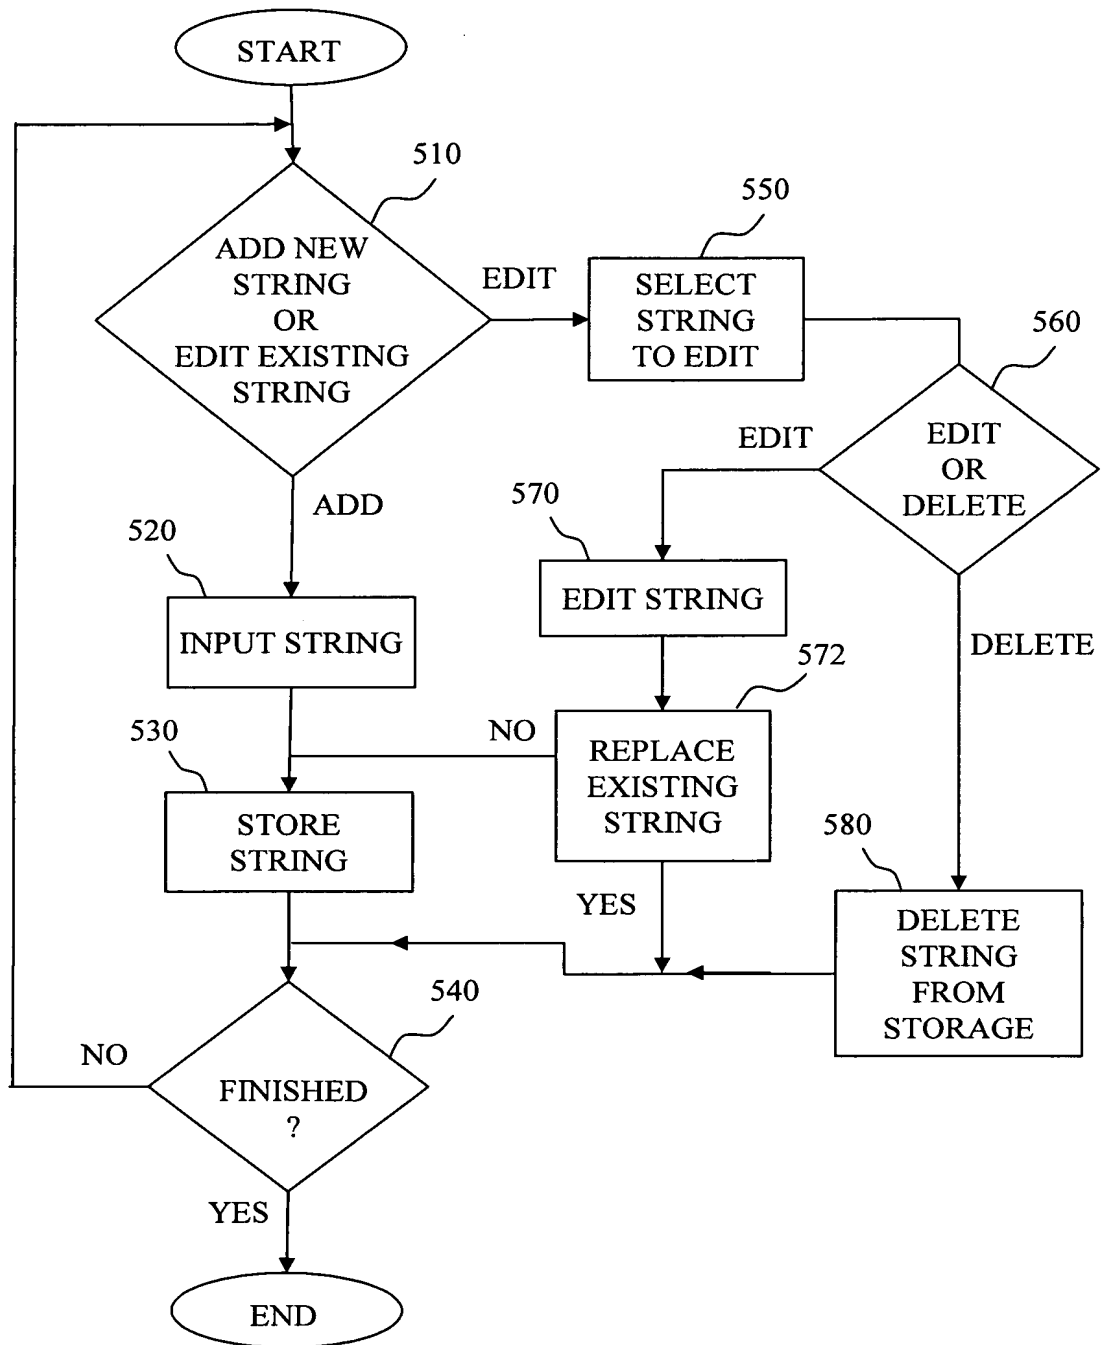 START
510
ADD NEW
STRING
OR
EDIT EXISTING
STRING
EDIT
550
SELECT
STRING
TO EDIT
560
EDIT
OR
DELETE
EDIT
ADD
570
EDIT STRING
520
INPUT STRING
DELETE
572
REPLACE
EXISTING
STRING
NO
530
STORE
STRING
YES
580
DELETE
STRING
FROM
STORAGE
540
FINISHED
?
NO
YES
END